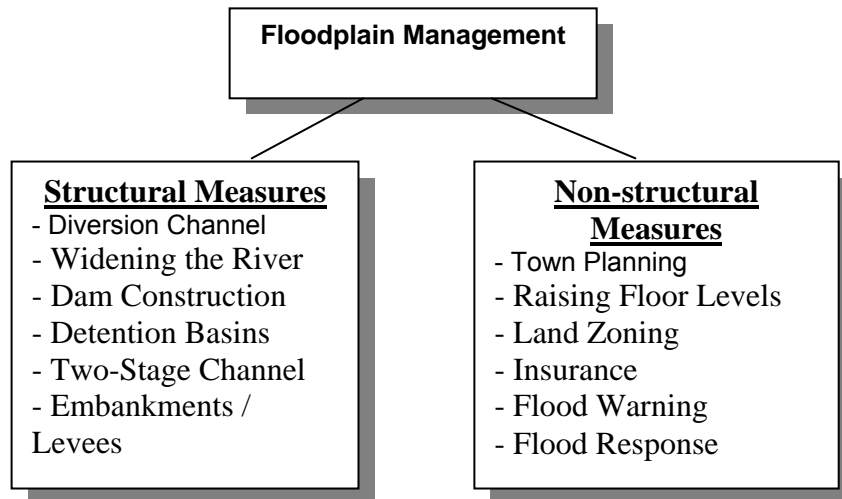 Floodplain Management
Structural Measures
- Diversion Channel
- Widening the River
- Dam Construction
- Detention Basins
- Two-Stage Channel
- Embankments /
Levees
Non-structural
Measures
- Town Planning
- Raising Floor Levels
- Land Zoning
- Insurance
- Flood Warning
- Flood Response